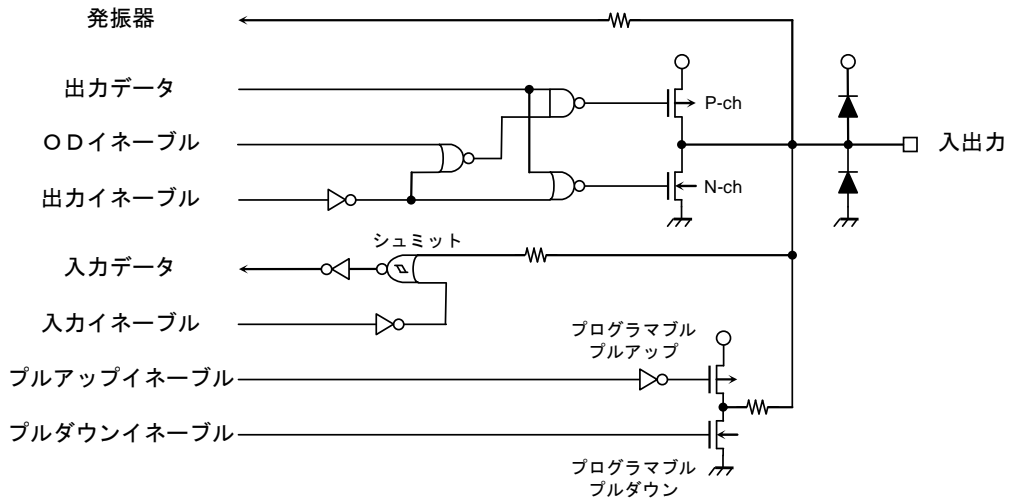 発振器
出力データ
P-ch
ODイネーブル
入出力
出力イネーブル
N-ch
シュミット
入力データ
入力イネーブル
プログラマブル
プルアップ
プルアップイネーブル
プルダウンイネーブル
プログラマブル
プルダウン